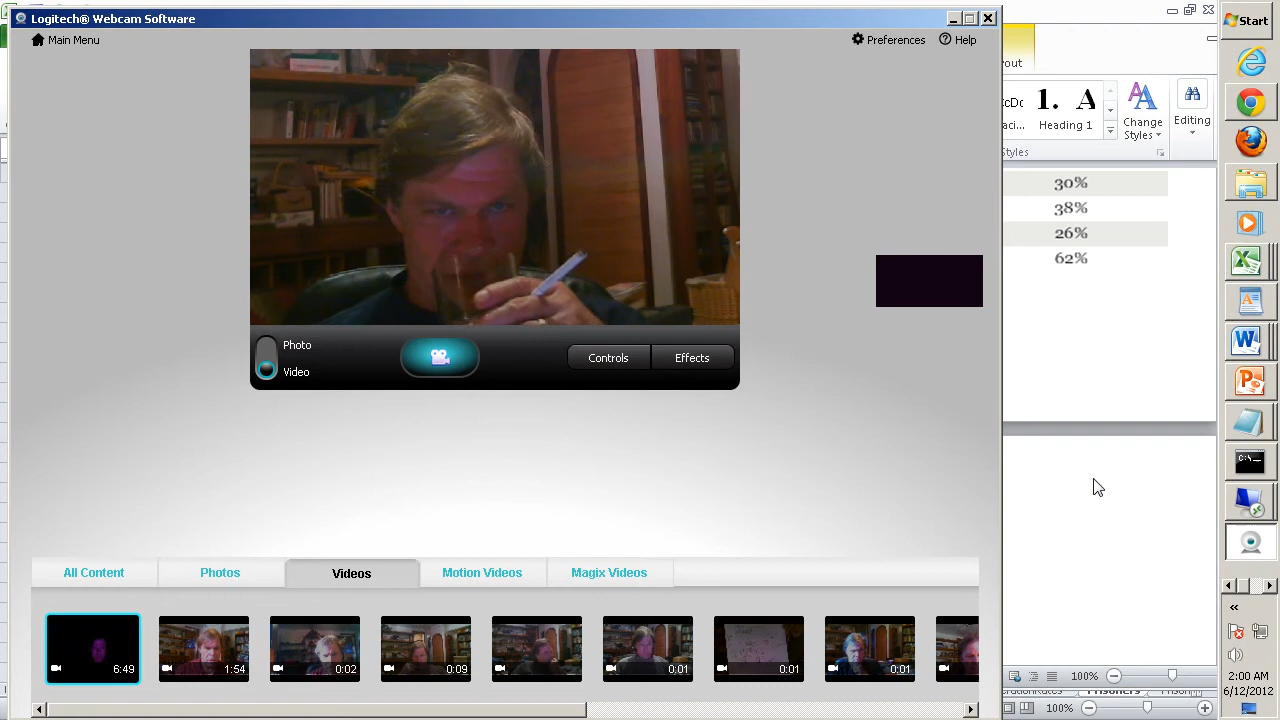 Logitech® Webcam Software
Main Menu
Preferences
Help
Start
out
Heading 1
Change
Styles
Editing
Styles
30%
38%
26%
62%
Photo
Video
Controls
Effects
All Content
Photos
Videos
Motion Videos
Magix Videos
6:49
1:54
0:02
0:09
0:01
0:01
0:01
100%
Prisoners
100%
2:00 AM
6/12/2012